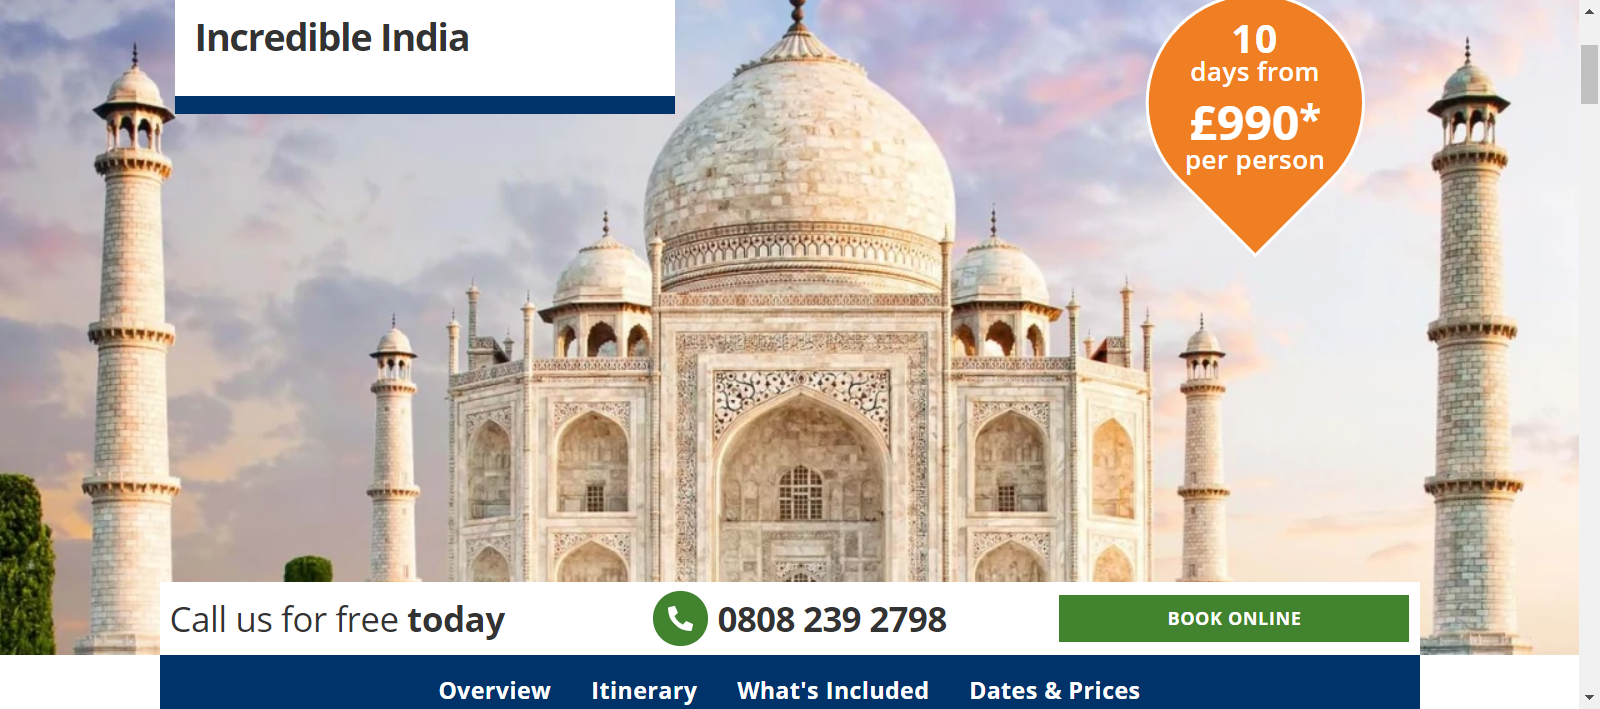 Incredible India
10
days from
£990*
per person
Call us for free today
0808 239 2798
BOOK ONLINE
Overview Itinerary What's Included Dates & Prices